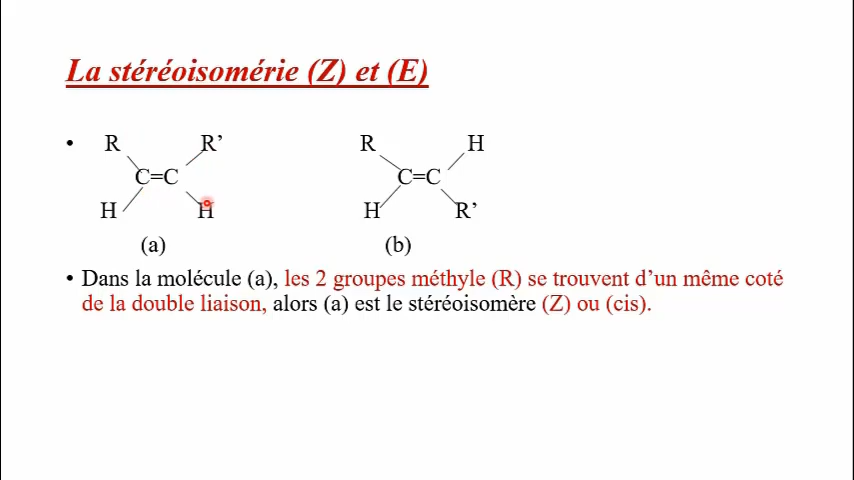 La stéréoisomérie (Z) et (E)
• R R’ R H
C=C C=C
H H H R’
(a) (b)
• Dans la molécule (a), les 2 groupes méthyle (R) se trouvent d’un même coté
de la double liaison, alors (a) est le stéréoisomère (Z) ou (cis).